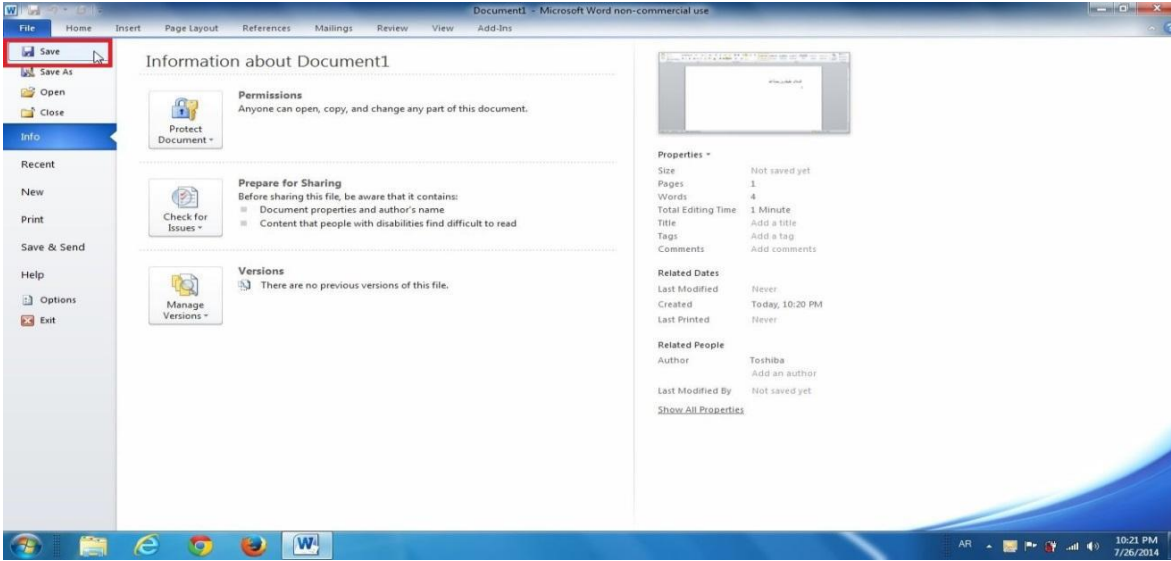 Document1 - Microsoft Word non-commercial use
File Home Insert Page Layout References Mailings Review View Add-Ins
Save
Save As
Open
Close
Info
Recent
New
Print
Save & Send
Help
Options
Exit
Information about Document1
Protect
Document
Permissions
Anyone can open, copy, and change any part of this document.
Check for
Issues
Prepare for Sharing
Before sharing this file, be aware that it contains:
Document properties and author's name
Content that people with disabilities find difficult to read
Manage
Versions
Versions
There are no previous versions of this file.
Properties
Size Not saved yet
Pages 1
Words 4
Total Editing Time 1 Minute
Title Add a title
Tags Add a tag
Comments Add comments
Related Dates
Last Modified Never
Created Today, 10:20 PM
Last Printed Never
Related People
Author Toshiba
Add an author
Last Modified By Not saved yet
Show All Properties
AR
10:21 PM
7/26/2014